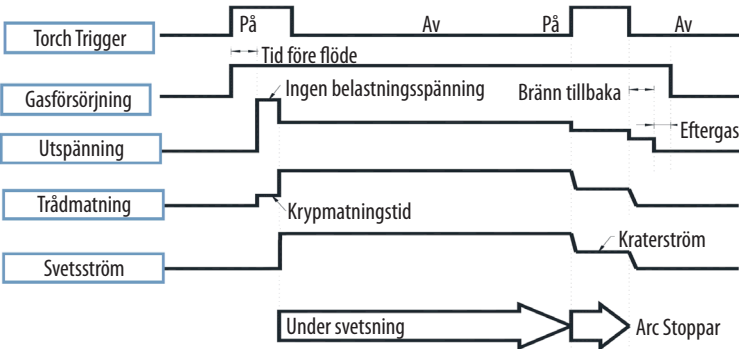 Torch Trigger
På
Av
På
Av
Tid före flöde
Gasförsörjning
Ingen belastningsspänning
Bränn tillbaka
Eftergas
Utspänning
Trådmatning
Krypmatningstid
Svetsström
Kraterström
Under svetsning
Arc Stoppar